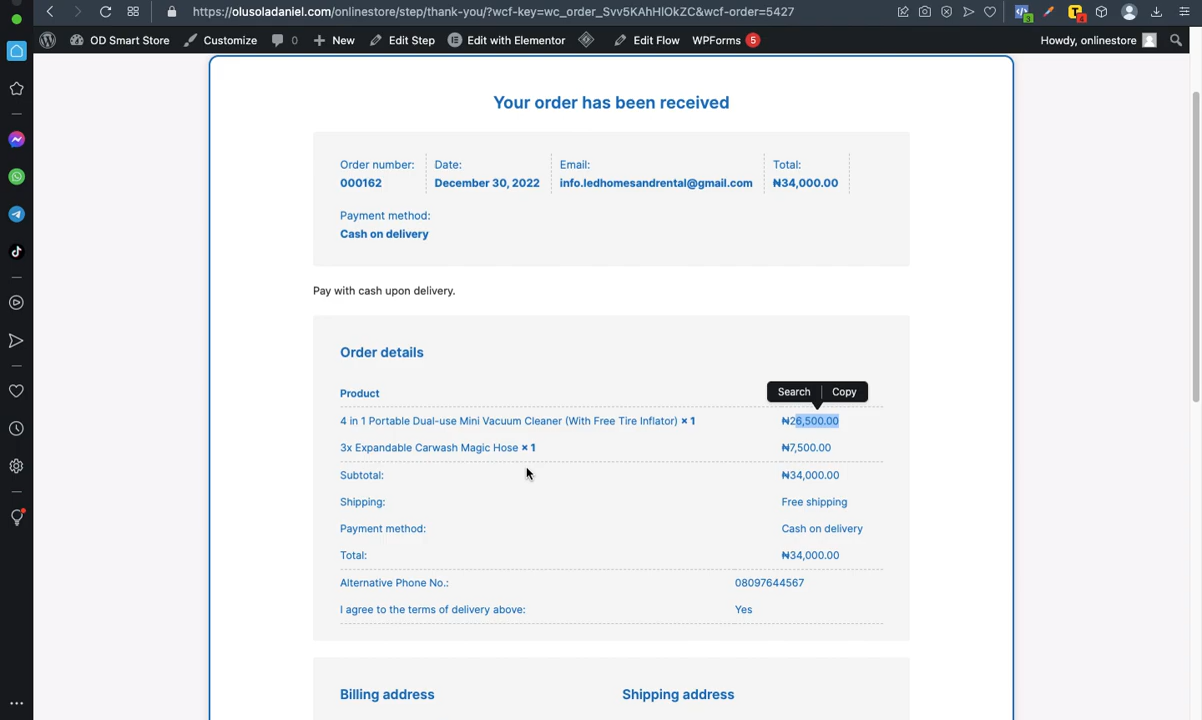 https://olusoladaniel.com/onlinestore/step/thank-you/?wcf-key=wc_order_Svv5KAhHlOkZC&wcf-order=5427
3
4
OD Smart Store Customize 0 New Edit Step Edit with Elementor Edit Flow WPForms 5 Howdy, onlinestore
Your order has been received
Order number: Date: Email: Total:
000162 December 30, 2022 info.ledhomesandrental@gmail.com ₦34,000.00
Payment method:
Cash on delivery
Pay with cash upon delivery.
Order details
Search Copy
Product
4 in 1 Portable Dual-use Mini Vacuum Cleaner (With Free Tire Inflator) × 1 ₦26,500.00
3x Expandable Carwash Magic Hose × 1 ₦7,500.00
Subtotal: ₦34,000.00
Shipping: Free shipping
Payment method: Cash on delivery
Total: ₦34,000.00
Alternative Phone No.: 08097644567
I agree to the terms of delivery above: Yes
Billing address Shipping address